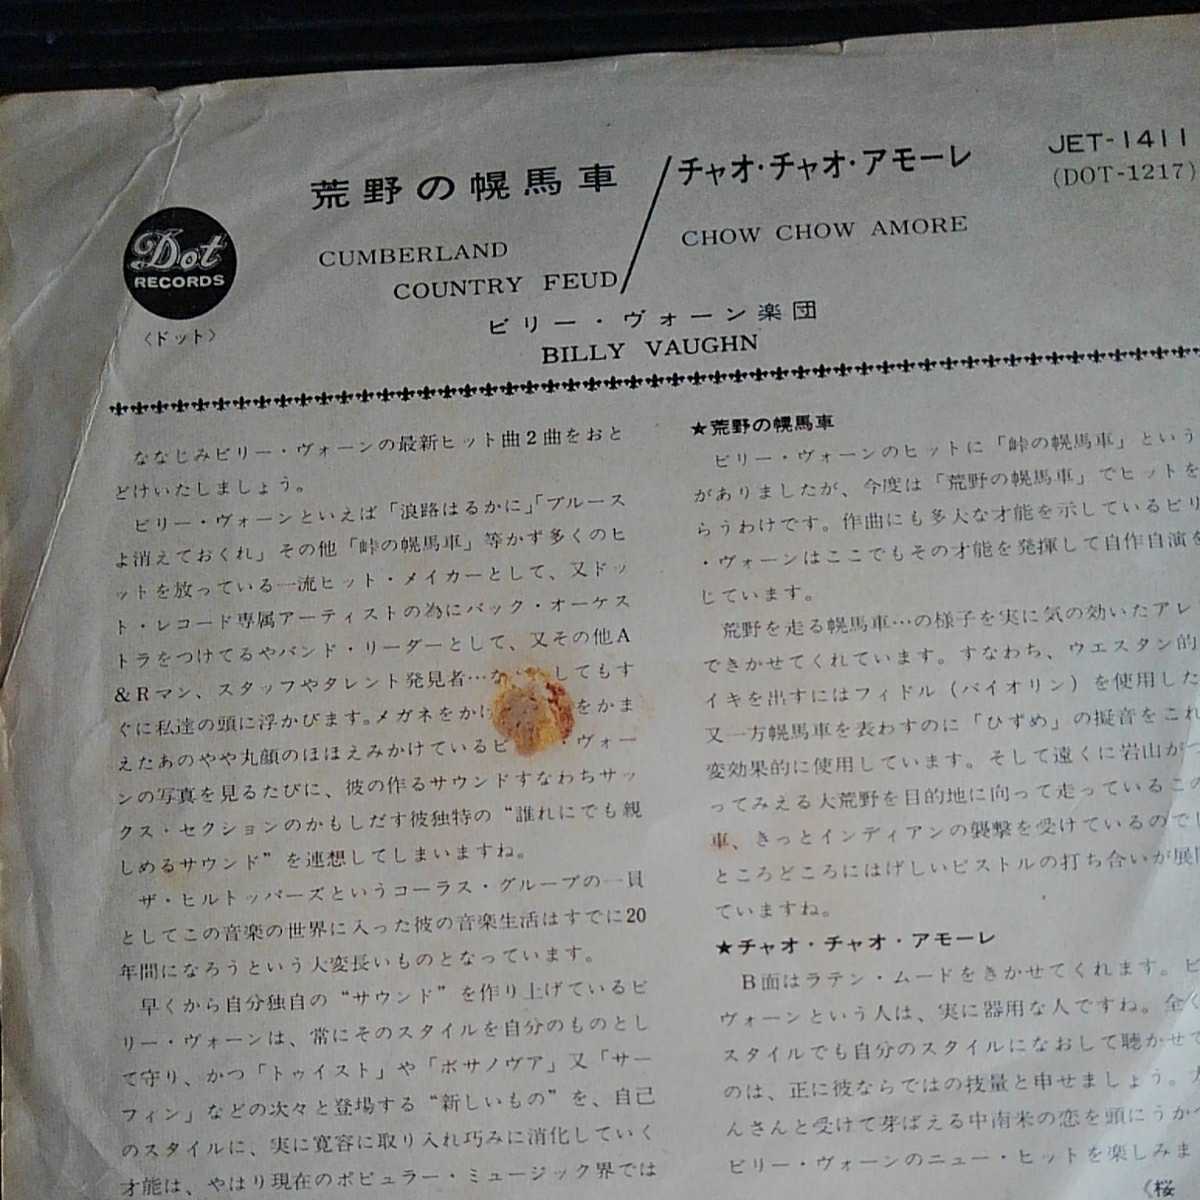 荒野の幌馬車/チャオ・チャオ・アモーレ
JET-1411
(DOT-1217)
CUMBERLAND
COUNTRY FEUD
CHOW CHOW AMORE
Dot
RECORDS
〈ドット〉
ビリー・ヴォーン楽団
BILLY VAUGHN
ななじみビリー・ヴォーンの最新ヒット曲2曲をおと
どけいたしましょう。
ビリー・ヴォーンといえば「浪路はるかに」「ブルース
よ消えておくれ」その他「峠の幌馬車」等かず多くのヒ
ットを放っている一流ヒット・メイカーとして、又ドッ
ト・レコード専属アーティストの為にバック・オーケス
トラをつけてるやバンド・リーダーとして、又その他A
&Rマン、スタッフやタレント発見者…な してもす
ぐに私達の頭に浮かびます。メガネをかけ をかま
えたあのやや丸顔のほほえみかけているビ ・ヴォー
ンの写真を見るたびに、彼の作るサウンドすなわちサッ
クス・セクションのかもしだす彼独特の“誰れにでも親
しめるサウンド”を連想してしまいますね。
ザ・ヒルトッパーズというコーラス・グループの一員
としてこの音楽の世界に入った彼の音楽生活はすでに20
年間になろうという大変長いものとなっています。
早くから自分独自の“サウンド”を作り上げているビ
リー・ヴォーンは、常にそのスタイルを自分のものとし
て守り、かつ「トゥイスト」や「ボサノヴア」又「サー
フィン」などの次々と登場する“新しいもの”を、自己
のスタイルに、実に寛容に取り入れ巧みに消化していく
才能は、やはり現在のポピュラー・ミュージック界では
★荒野の幌馬車
ビリー・ヴォーンのヒットに「峠の幌馬車」という
がありましたが、今度は「荒野の幌馬車」でヒットを
らうわけです。作曲にも多大な才能を示しているビリ
・ヴォーンはここでもその才能を発揮して自作自演を
じています。
荒野を走る幌馬車…の様子を実に気の効いたアレ
できかせてくれています。すなわち、ウエスタン的
イキを出すにはフィドル(バイオリン)を使用した
又一方幌馬車を表わすのに「ひずめ」の擬音をこれ
変効果的に使用しています。そして遠くに岩山がつ
ってみえる大荒野を目的地に向って走っているこの
車、きっとインディアンの襲撃を受けているのでし
ところどころにはげしいピストルの打ち合いが展開
ていますね。
★チャオ・チャオ・アモーレ
B面はラテン・ムードをきかせてくれます。ビ
ヴォーンという人は、実に器用な人ですね。全く
スタイルでも自分のスタイルになおして聴かせて
のは、正に彼ならではの技量と申せましょう。太
んさんと受けて芽ばえる中南米の恋を頭にうかべ
ビリー・ヴォーンのニュー・ヒットを楽しみま
《桜